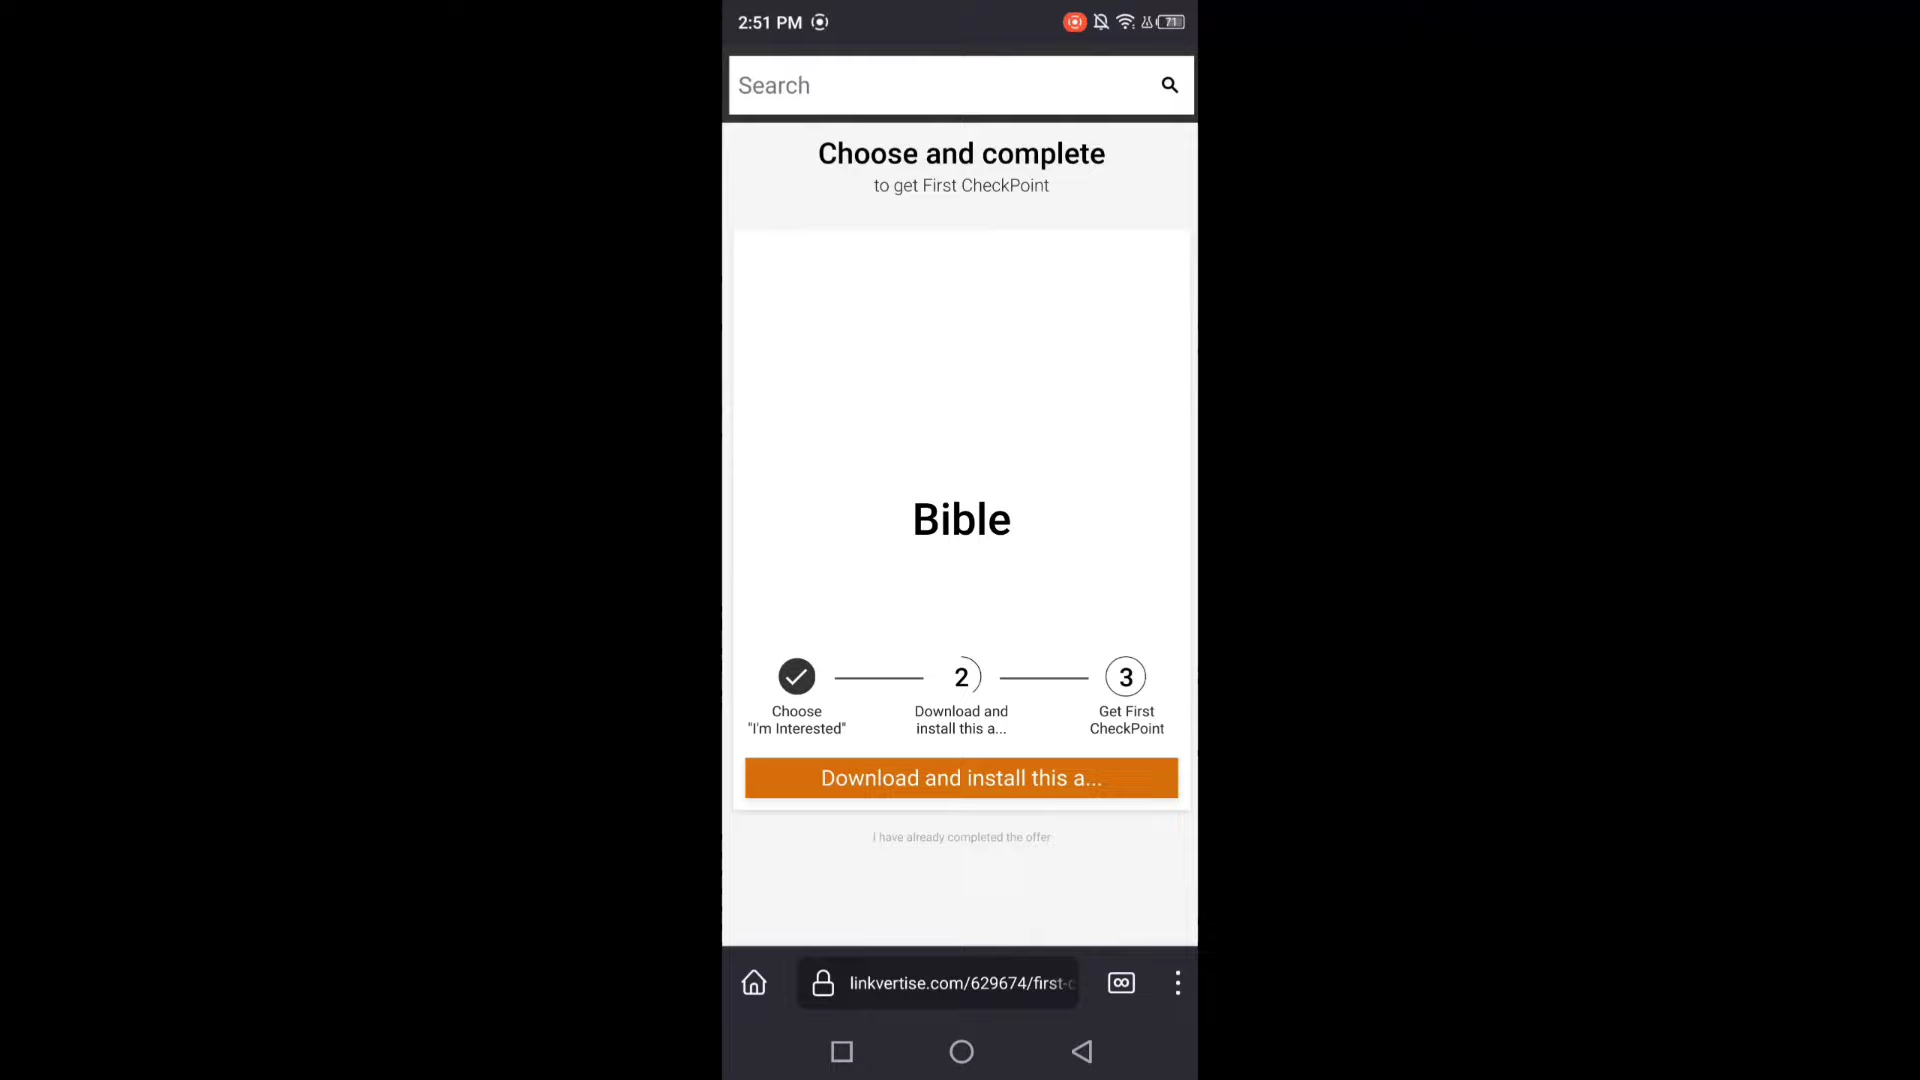 2:51 PM
71
Search
Choose and complete
to get First CheckPoint
Bible
2
3
Choose
"I'm Interested"
Download and
install this a...
Get First
CheckPoint
Download and install this a...
I have already completed the offer
linkvertise.com/629674/first-c